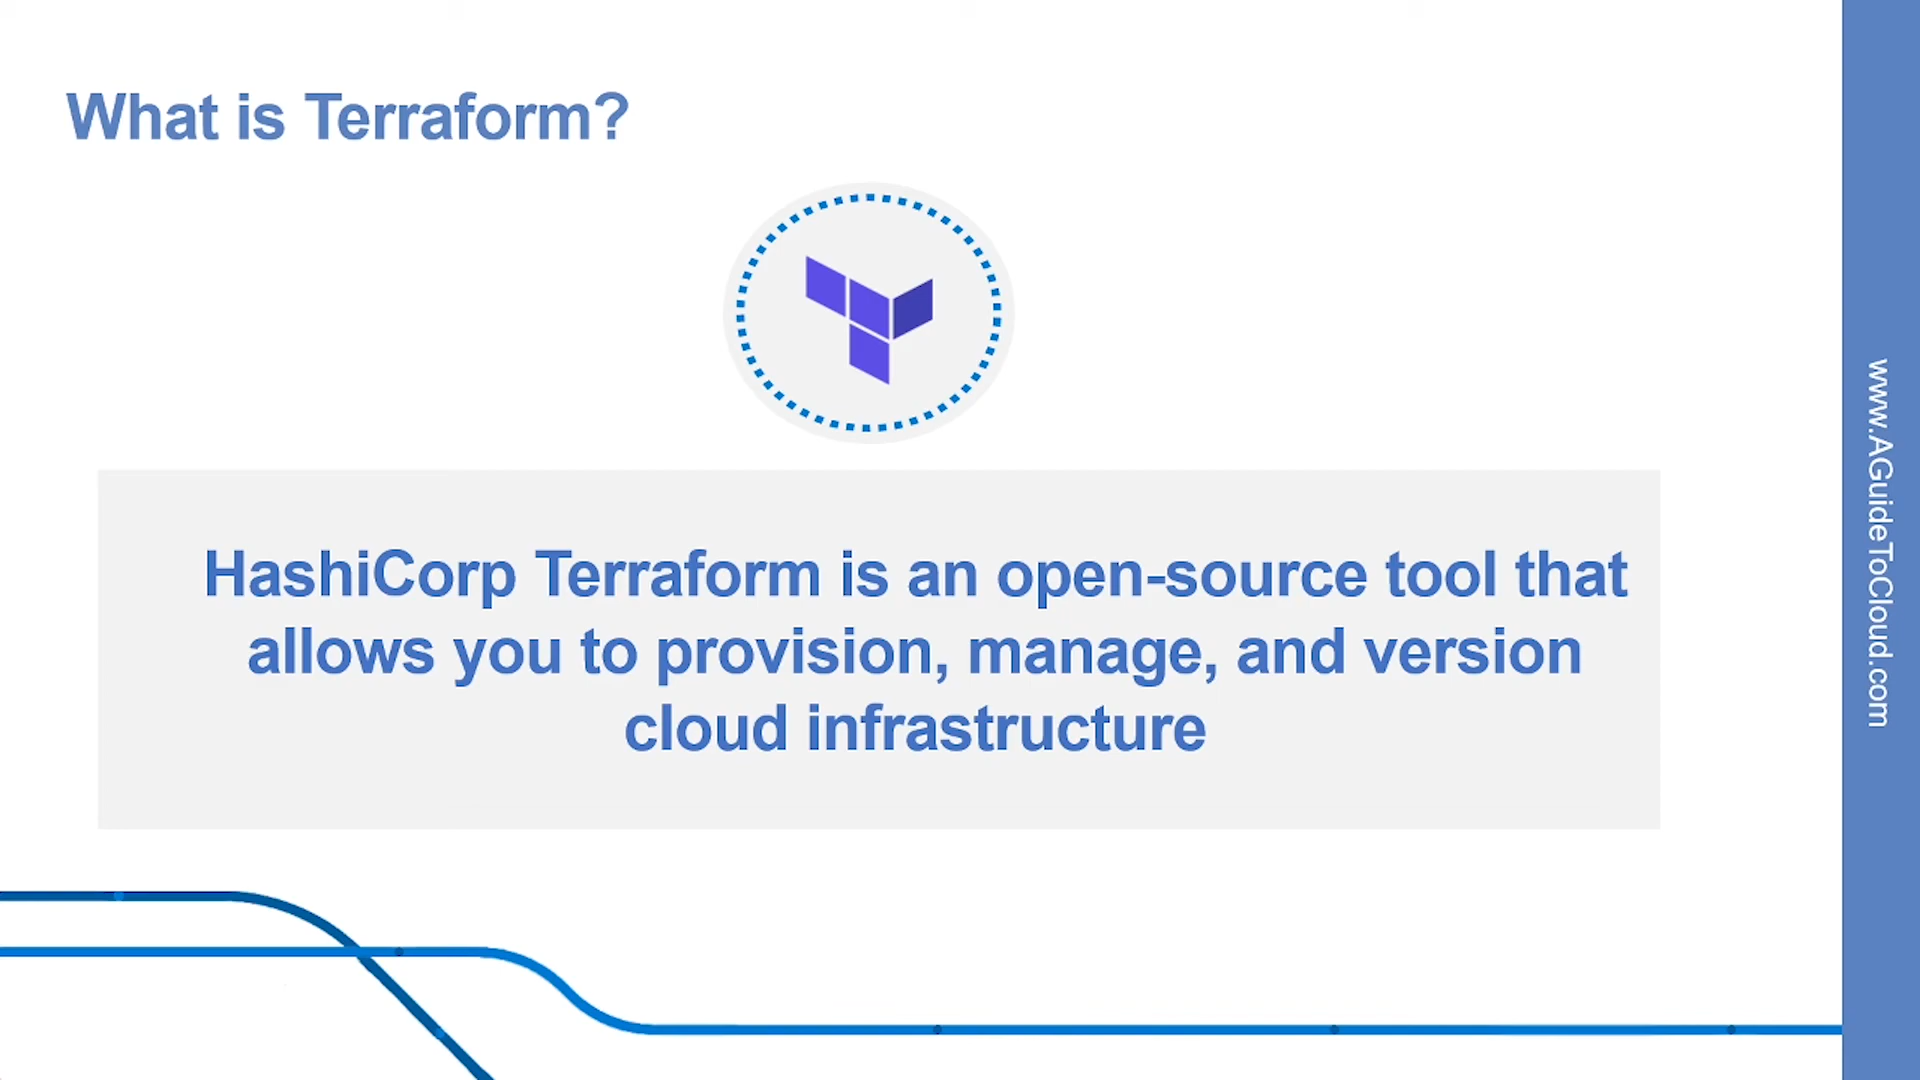 What is Terraform?
HashiCorp Terraform is an open-source tool that
allows you to provision, manage, and version
cloud infrastructure
www.AGuideToCloud.com